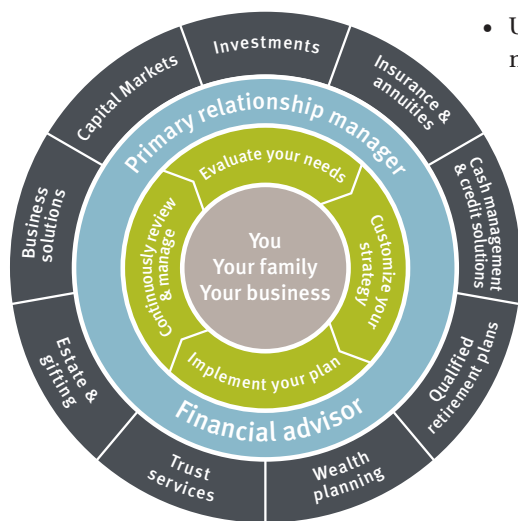 Investments
Insurance &
annuities
Cash management
& credit solutions
Qualified
retirement plans
Wealth
planning
Trust
services
Estate &
gifting
Business
solutions
Capital Markets
Primary relationship manager
Financial advisor
Evaluate your needs
Customize your
strategy
Implement your plan
Continuously review
& manage
You
Your family
Your business
• U